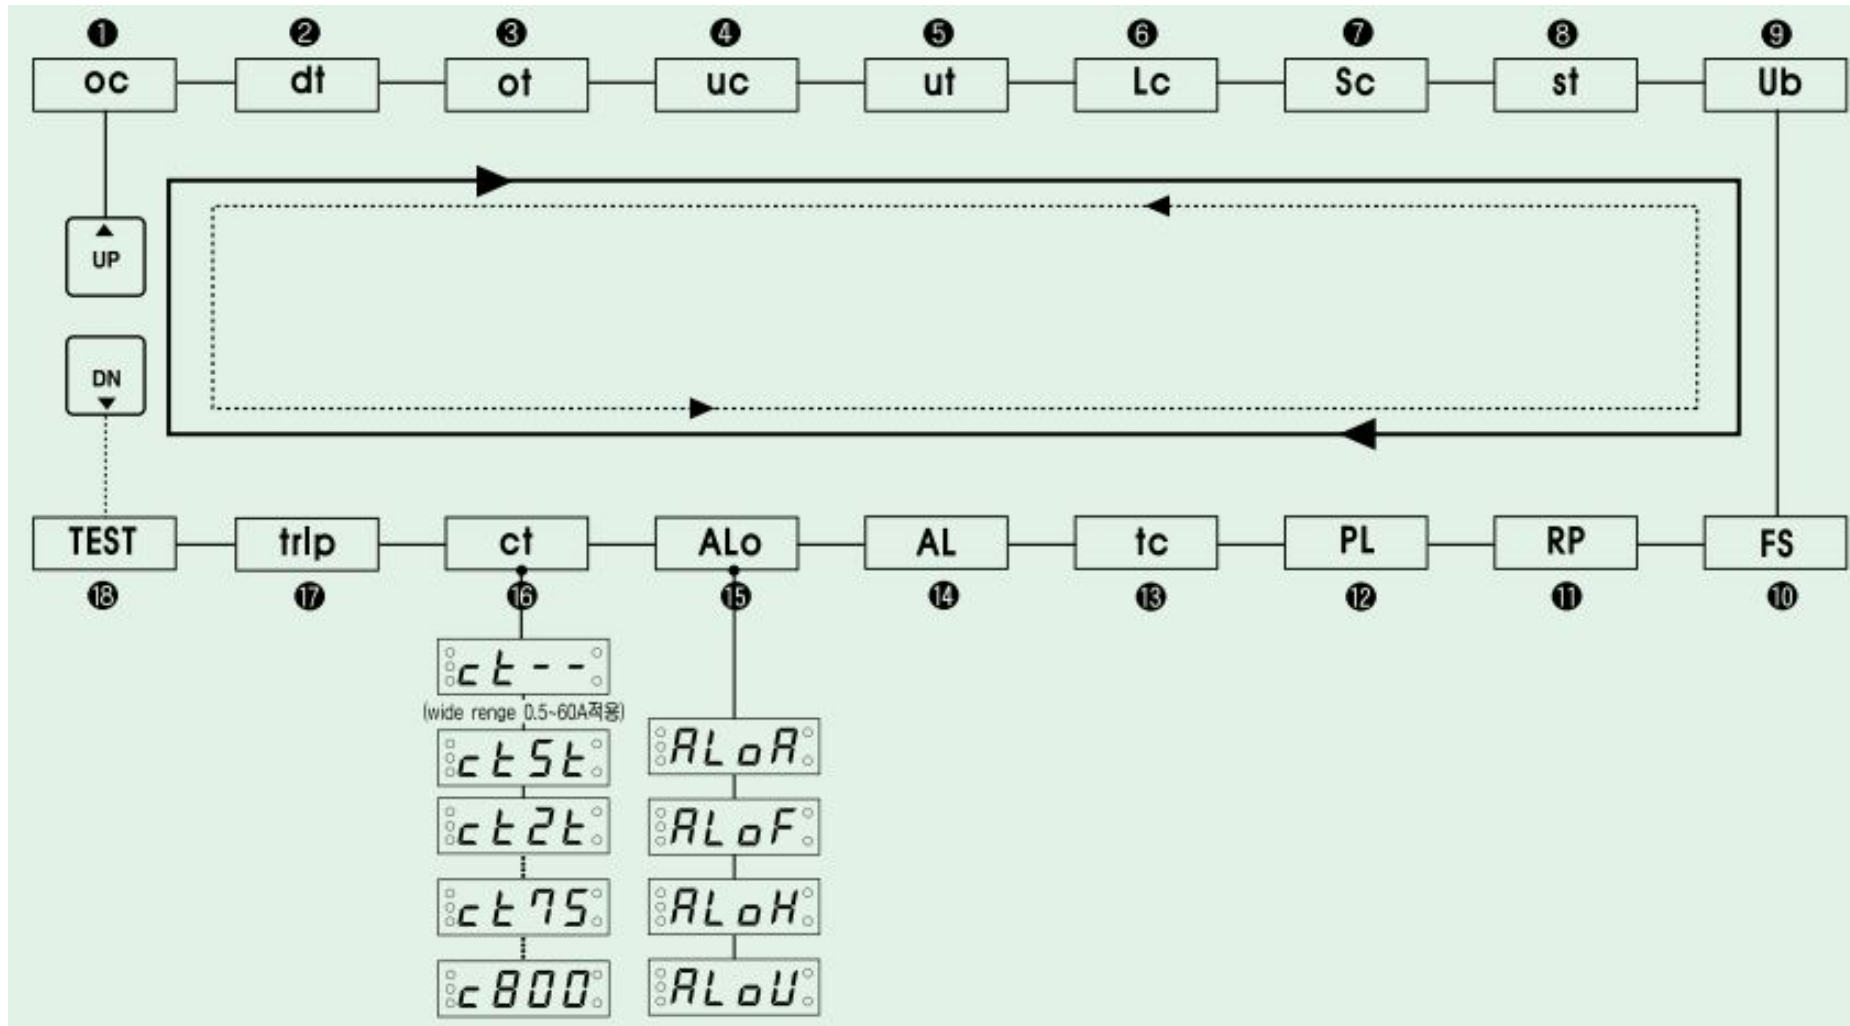 ❶ ❷ ❸ ❹ ❺ ❻ ❼ ❽ ❾
oc dt ot uc ut Lc Sc st Ub
UP
DN
TEST trIp ct ALo AL tc PL RP FS
⓲ ⓱ ⓰ ⓯ ⓮ ⓭ ⓬ ⓫ ❿
ct--
(wide renge 0.5~60A적용)
ct5t ALoA
ct2t ALoF
ct75 ALoH
c800 ALoU